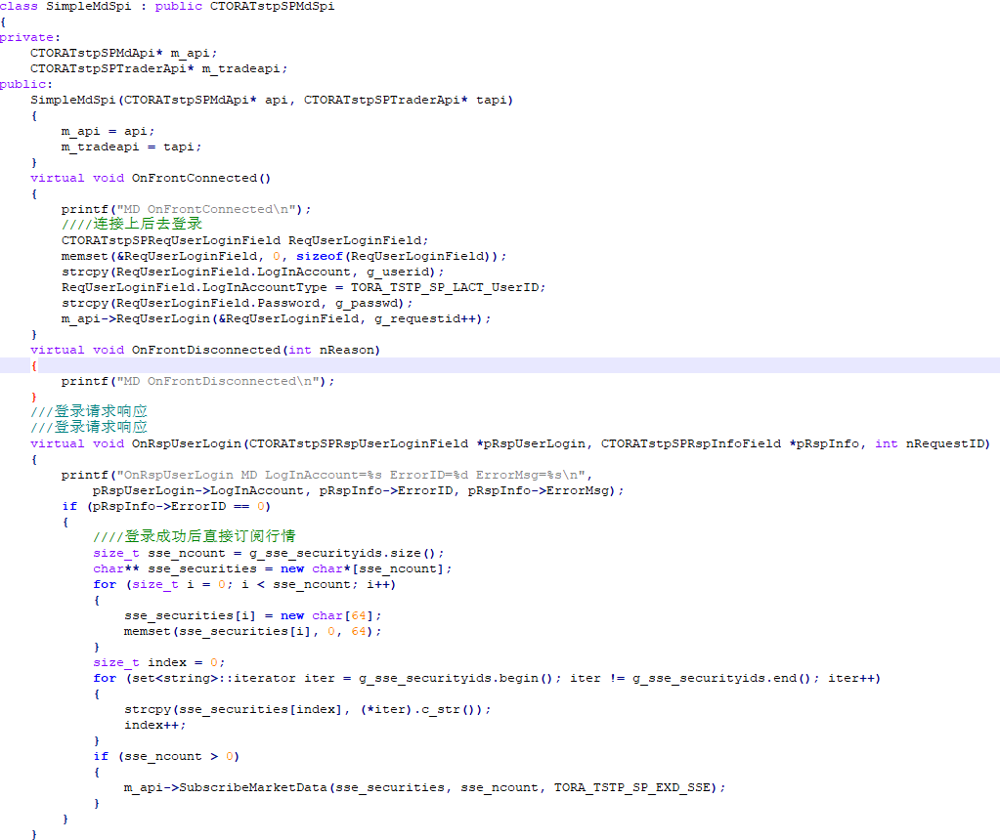 class SimpleMdSpi : public CTORATstpSPMdSpi
{
private:
    CTORATstpSPMdApi* m_api;
    CTORATstpSPTraderApi* m_tradeapi;
public:
    SimpleMdSpi(CTORATstpSPMdApi* api, CTORATstpSPTraderApi* tapi)
    {
        m_api = api;
        m_tradeapi = tapi;
    }
    virtual void OnFrontConnected()
    {
        printf("MD OnFrontConnected\n");
        ////连接上后去登录
        CTORATstpSPReqUserLoginField ReqUserLoginField;
        memset(&ReqUserLoginField, 0, sizeof(ReqUserLoginField));
        strcpy(ReqUserLoginField.LogInAccount, g_userid);
        ReqUserLoginField.LogInAccountType = TORA_TSTP_SP_LACT_UserID;
        strcpy(ReqUserLoginField.Password, g_passwd);
        m_api->ReqUserLogin(&ReqUserLoginField, g_requestid++);
    }
    virtual void OnFrontDisconnected(int nReason)
    {
        printf("MD OnFrontDisconnected\n");
    }
    ///登录请求响应
    ///登录请求响应
    virtual void OnRspUserLogin(CTORATstpSPRspUserLoginField *pRspUserLogin, CTORATstpSPRspInfoField *pRspInfo, int nRequestID)
    {
        printf("OnRspUserLogin MD LogInAccount=%s ErrorID=%d ErrorMsg=%s\n",
            pRspUserLogin->LogInAccount, pRspInfo->ErrorID, pRspInfo->ErrorMsg);
        if (pRspInfo->ErrorID == 0)
        {
            ////登录成功后直接订阅行情
            size_t sse_ncount = g_sse_securityids.size();
            char** sse_securities = new char*[sse_ncount];
            for (size_t i = 0; i < sse_ncount; i++)
            {
                sse_securities[i] = new char[64];
                memset(sse_securities[i], 0, 64);
            }
            size_t index = 0;
            for (set<string>::iterator iter = g_sse_securityids.begin(); iter != g_sse_securityids.end(); iter++)
            {
                strcpy(sse_securities[index], (*iter).c_str());
                index++;
            }
            if (sse_ncount > 0)
            {
                m_api->SubscribeMarketData(sse_securities, sse_ncount, TORA_TSTP_SP_EXD_SSE);
            }
        }
    }